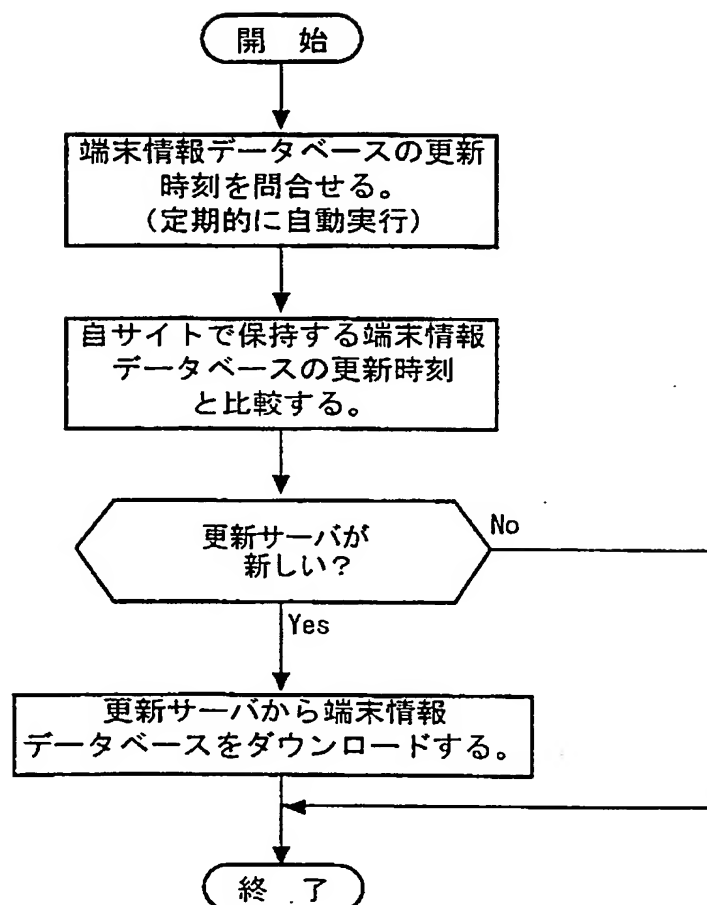 開 始
端末情報データベースの更新
時刻を問合せる。
(定期的に自動実行)
自サイトで保持する端末情報
データベースの更新時刻
と比較する。
更新サーバが
新しい?
No
Yes
更新サーバから端末情報
データベースをダウンロードする。
終 了